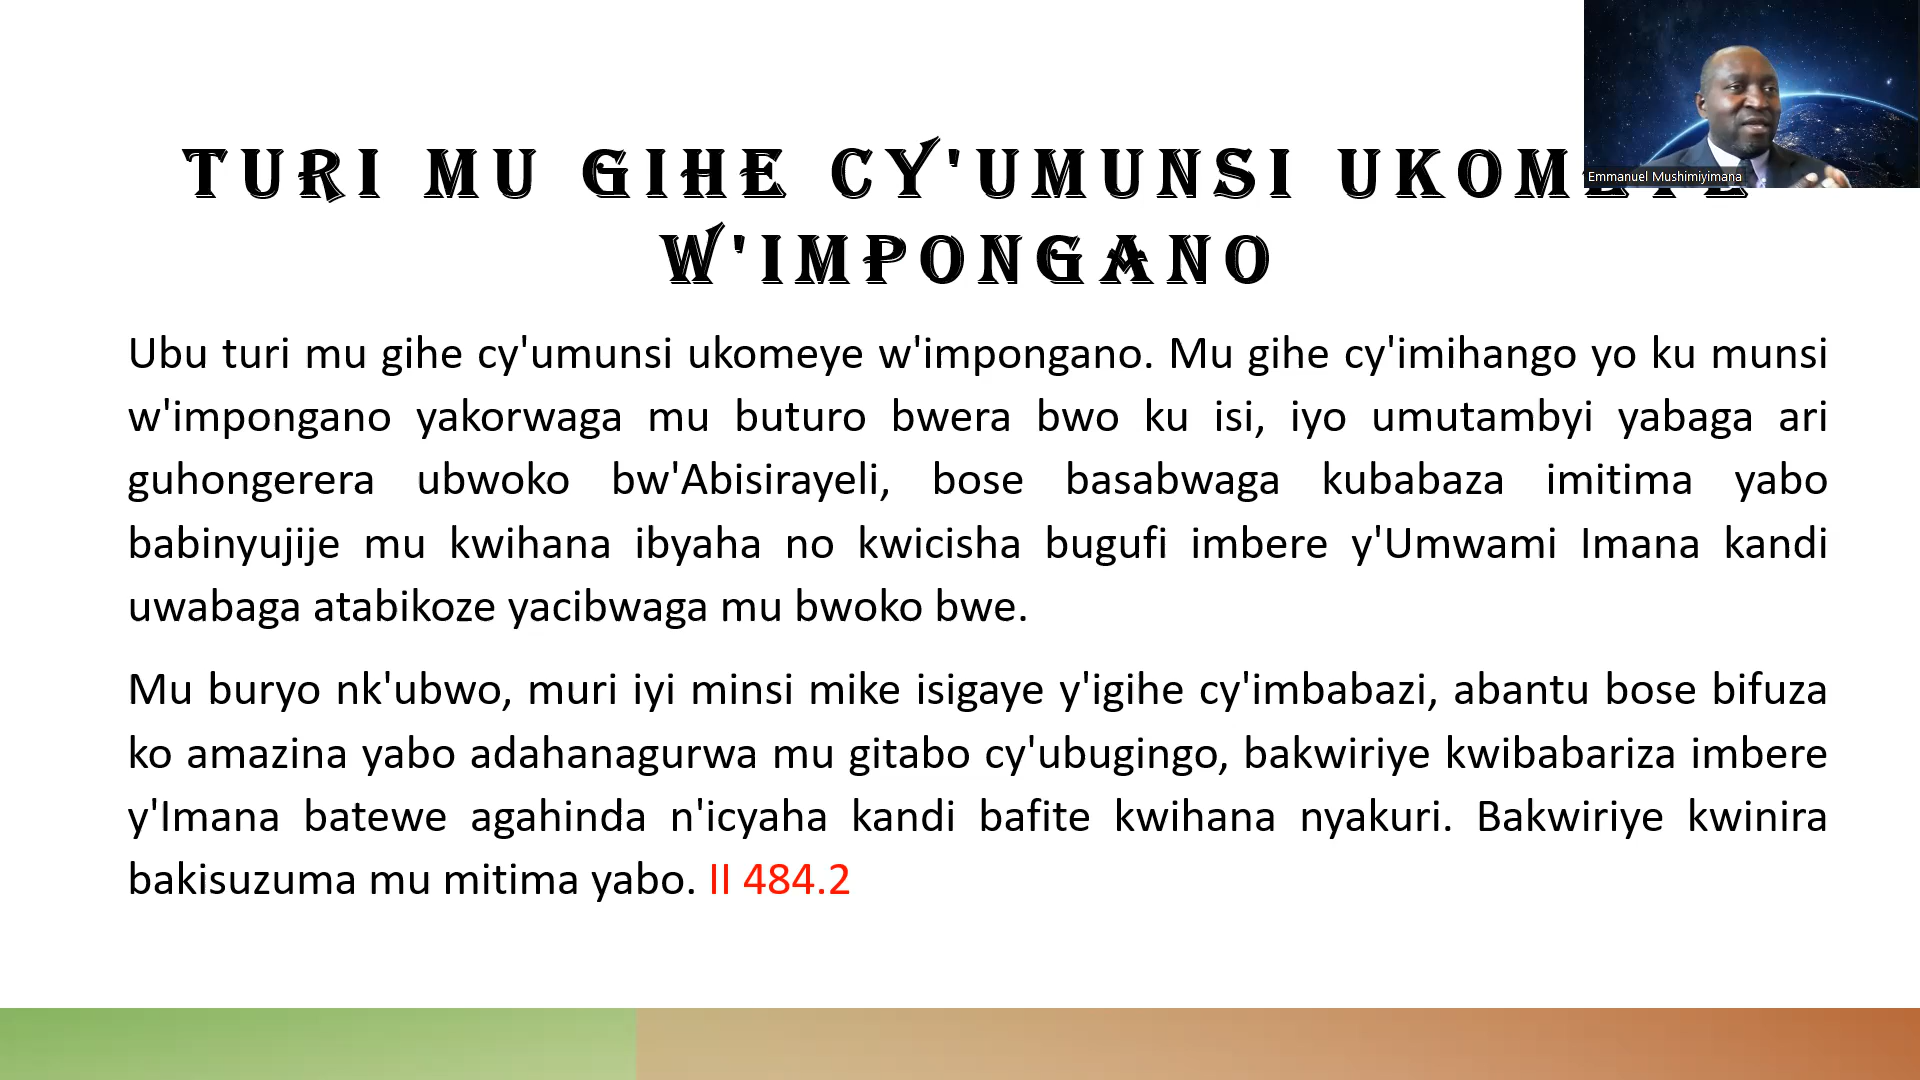 TURI MU GIHE CY'UMUNSI
W'IMPONGANO
Emmanuel Mushimiyimana
Ubu turi mu gihe cy'umunsi ukomeye w'impongano. Mu gihe cy'imihango yo ku munsi
w'impongano yakorwaga mu buturo bwera bwo ku isi, iyo umutambyi yabaga ari
guhongerera ubwoko bw'Abisirayeli, bose basabwaga kubabaza imitima yabo
babinyujije mu kwihana ibyaha no kwicisha bugufi imbere y'Umwami Imana kandi
uwabaga atabikoze yacibwaga mu bwoko bwe.
Mu buryo nk'ubwo, muri iyi minsi mike isigaye y'igihe cy'imbabazi, abantu bose bifuza
ko amazina yabo adahanagurwa mu gitabo cy'ubugingo, bakwiriye kwibabariza imbere
y'Imana batewe agahinda n'icyaha kandi bafite kwihana nyakuri. Bakwiriye kwinira
bakisuzuma mu mitima yabo. II 484.2